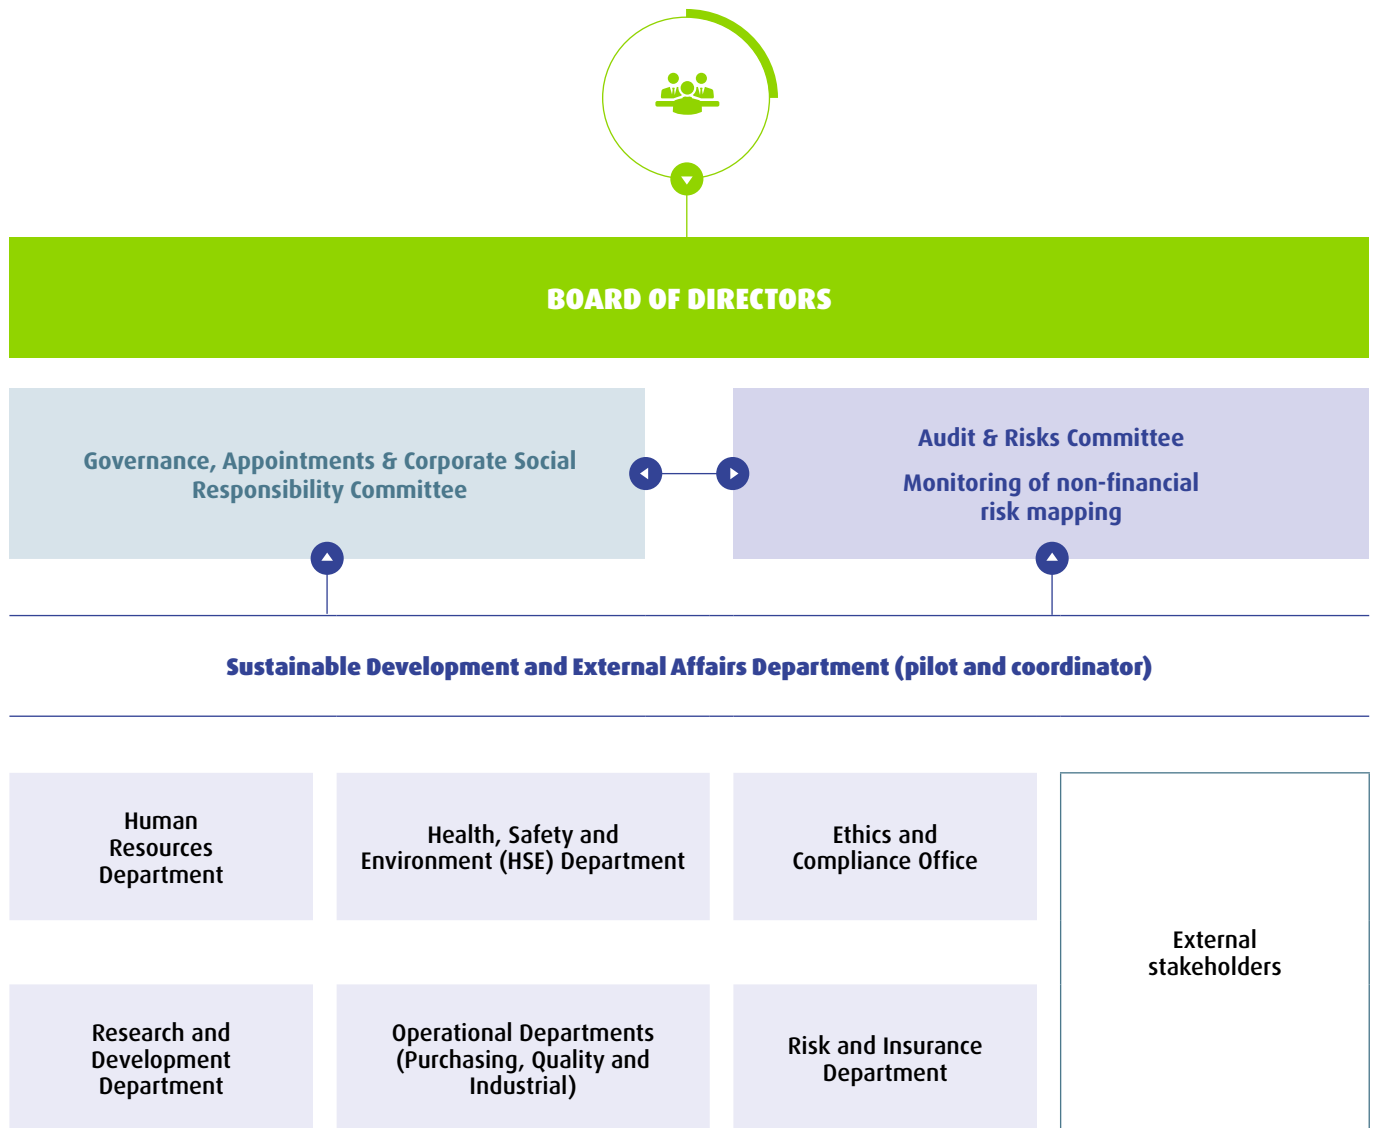 BOARD OF DIRECTORS
Governance, Appointments & Corporate Social
Responsibility Committee
Audit & Risks Committee
Monitoring of non-financial
risk mapping
Sustainable Development and External Affairs Department (pilot and coordinator)
Human
Resources
Department
Health, Safety and
Environment (HSE) Department
Ethics and
Compliance Office
External
stakeholders
Research and
Development
Department
Operational Departments
(Purchasing, Quality and
Industrial)
Risk and Insurance
Department